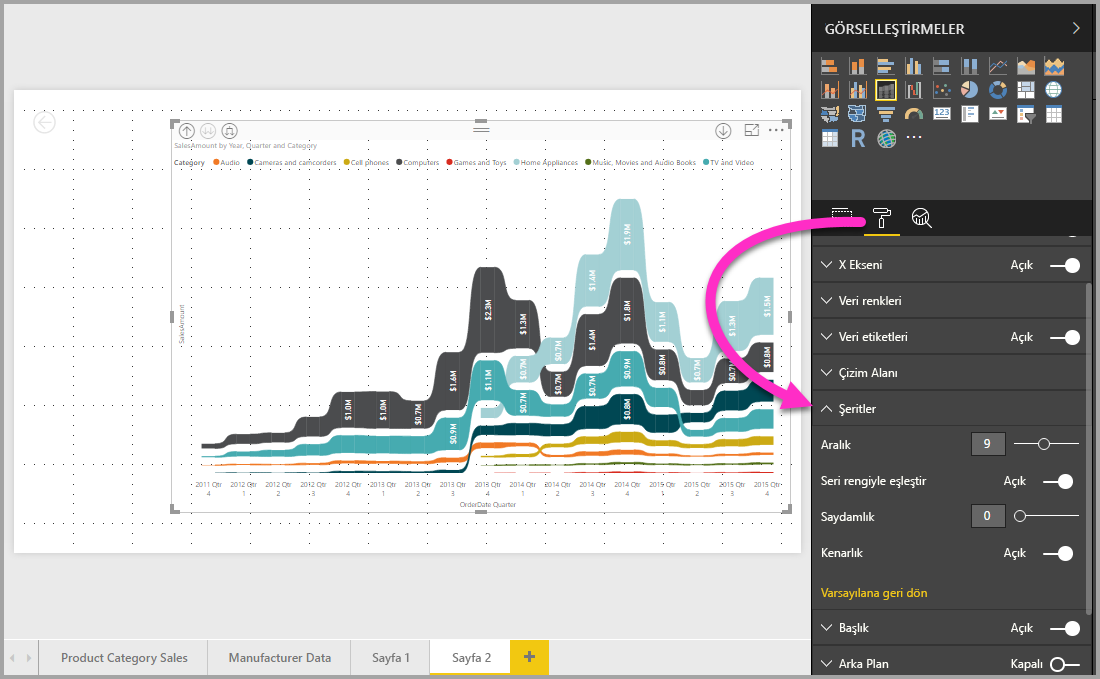 GÖRSELLEŞTİRMELER
123
R
SalesAmount by Year, Quarter and Category
Category Audio Cameras and camcorders Cell phones Computers Games and Toys Home Appliances Music, Movies and Audio Books TV and Video
SalesAmount
$1.0M
$1.0M
$0.7M
$1.6M
$0.9M
$2.3M
$1.1M
$1.3M
$0.7M
$0.7M
$0.7M
$0.7M
$1.4M
$1.4M
$0.7M
$1.9M
$1.8M
$0.9M
$0.8M
$1.1M
$0.8M
$0.7M
$1.3M
$1.5M
$0.8M
2011 Qtr 2012 Qtr 2012 Qtr 2012 Qtr 2012 Qtr 2013 Qtr 2013 Qtr 2013 Qtr 2013 Qtr 2014 Qtr 2014 Qtr 2014 Qtr 2014 Qtr 2015 Qtr 2015 Qtr 2015 Qtr 2015 Qtr
4 1 2 3 4 1 2 3 4 1 2 3 4 1 2 3 4
OrderDate Quarter
X Ekseni Açık
Veri renkleri
Veri etiketleri Açık
Çizim Alanı
Şeritler
Aralık 9
Seri rengiyle eşleştir Açık
Saydamlık 0
Kenarlık Açık
Varsayılana geri dön
Başlık Açık
Arka Plan Kapalı
Product Category Sales Manufacturer Data Sayfa 1 Sayfa 2 +